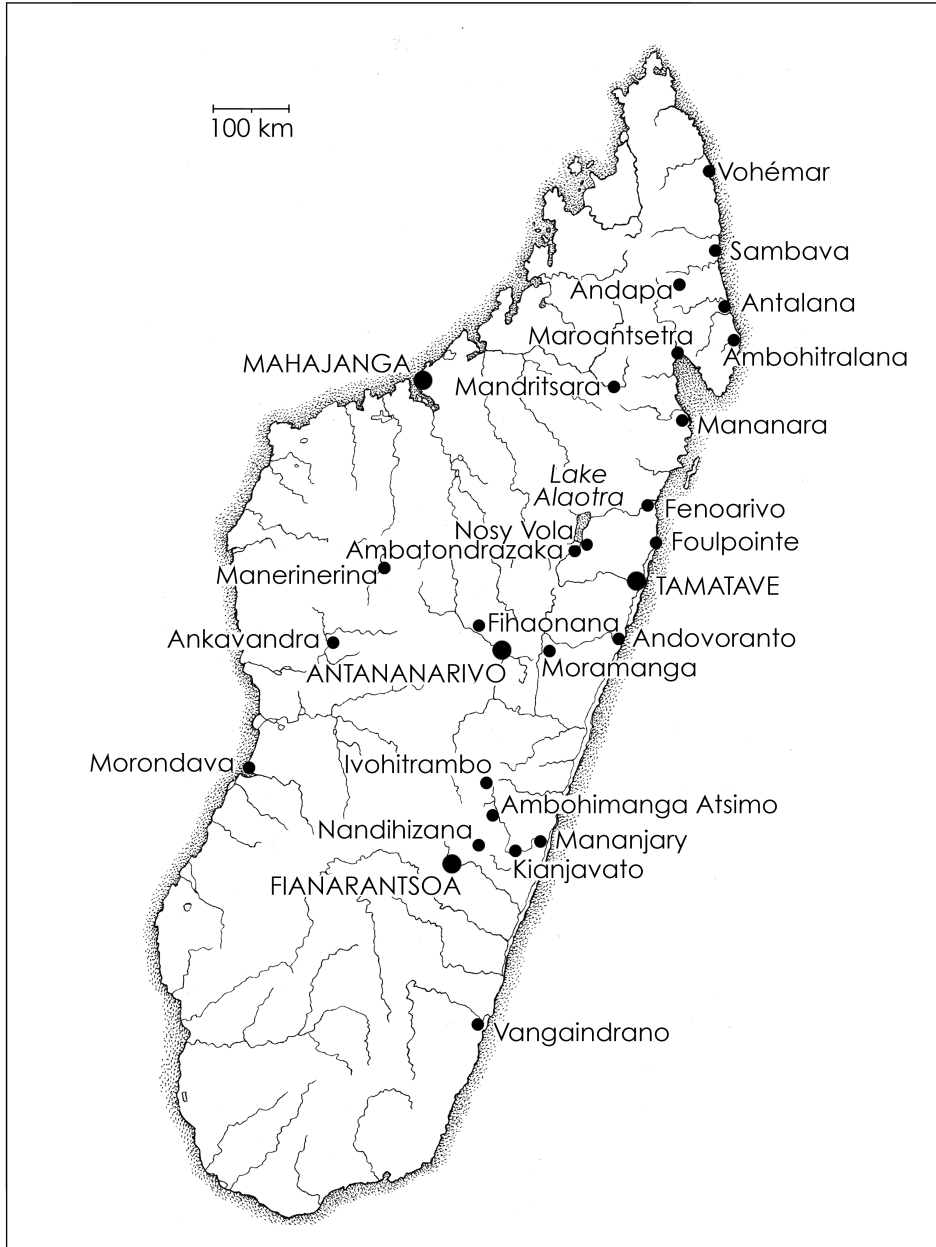 100 km
Vohémar
Sambava
Andapa
Antalana
Maroantsetra
Ambohitralana
MAHAJANGA
Mandritsara
Mananara
Lake
Alaotra
Fenoarivo
Nosy Vola
Foulpointe
Ambatondrazaka
Manerinerina
TAMATAVE
Fihaonana
Ankavandra
Andovoranto
ANTANANARIVO
Moramanga
Morondava
Ivohitrambo
Ambohimanga Atsimo
Nandihizana
Mananjary
Kianjavato
FIANARANTSOA
Vangaindrano